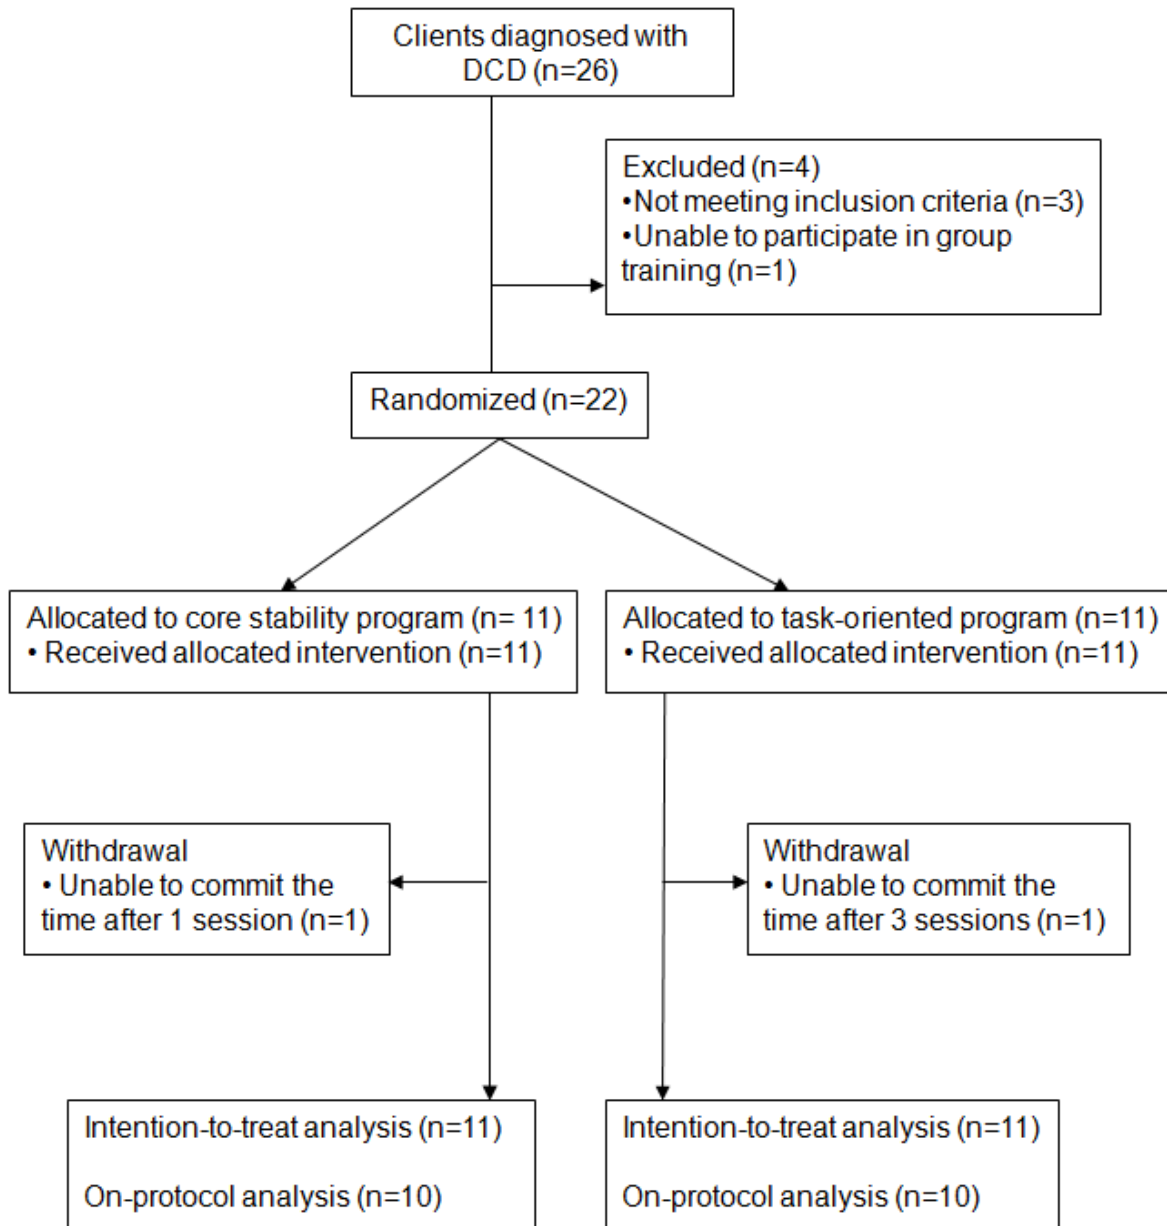 Clients diagnosed with
DCD (n=26)
Excluded (n=4)
•Not meeting inclusion criteria (n=3)
•Unable to participate in group
training (n=1)
Randomized (n=22)
Allocated to core stability program (n= 11)
• Received allocated intervention (n=11)
Allocated to task-oriented program (n=11)
• Received allocated intervention (n=11)
Withdrawal
• Unable to commit the
time after 1 session (n=1)
Withdrawal
• Unable to commit the
time after 3 sessions (n=1)
Intention-to-treat analysis (n=11)
On-protocol analysis (n=10)
Intention-to-treat analysis (n=11)
On-protocol analysis (n=10)